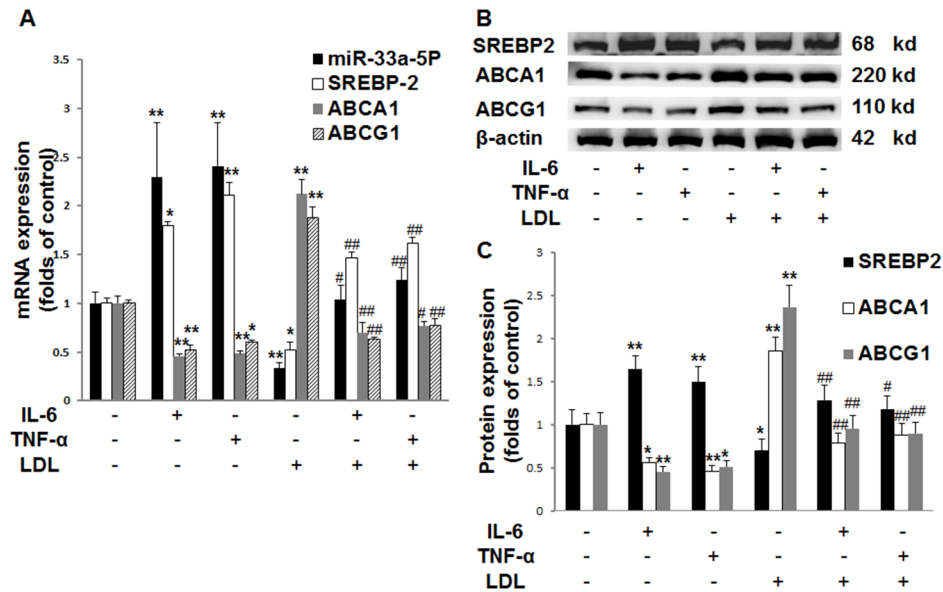 A
mRNA expression
(folds of control)
3.5
3
2.5
2
1.5
1
0.5
0
miR-33a-5P
SREBP-2
ABCA1
ABCG1
** * ** **
** ** ** *
** * ** **
# ## ## ##
## ## # ##
IL-6 - + - - + -
TNF-α - - + - - +
LDL - - - + + +
B
SREBP2 68 kd
ABCA1 220 kd
ABCG1 110 kd
β-actin 42 kd
IL-6 - + - - + -
TNF-α - - + - - +
LDL - - - + + +
C
Protein expression
(folds of control)
3
2.5
2
1.5
1
0.5
0
SREBP2
ABCA1
ABCG1
** * **
** ** *
* ** **
## ## ##
# ## ##
IL-6 - + - - + -
TNF-α - - + - - +
LDL - - - + + +